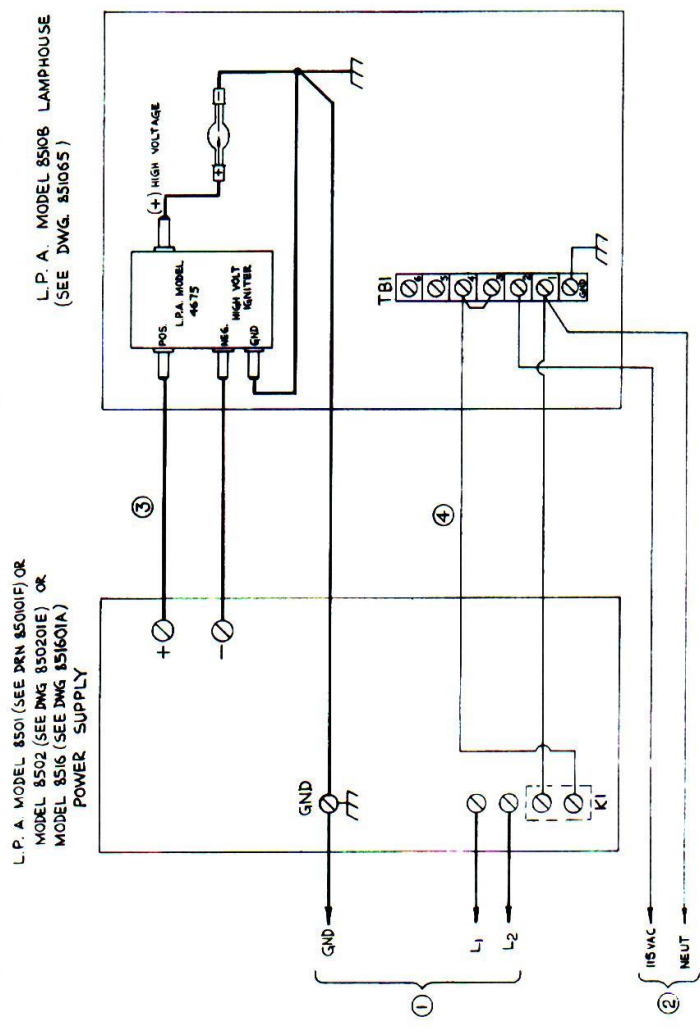 L.P.A. MODEL 8510B LAMPHOUSE
(SEE DWG. 851065)
(+) HIGH VOLTAGE
+
-
POS.
L.P.A. MODEL
4675
NEG.
HIGH VOLT
IGNITER
GND
TB1
6
5
4
3
2
1
GND
3
4
L.P.A. MODEL 8501 (SEE DRN 850101F) OR
MODEL 8502 (SEE DWG 850201E) OR
MODEL 8516 (SEE DWG 851601A)
POWER SUPPLY
+
-
GND
K1
GND
L1
L2
1
115 VAC
NEUT
2